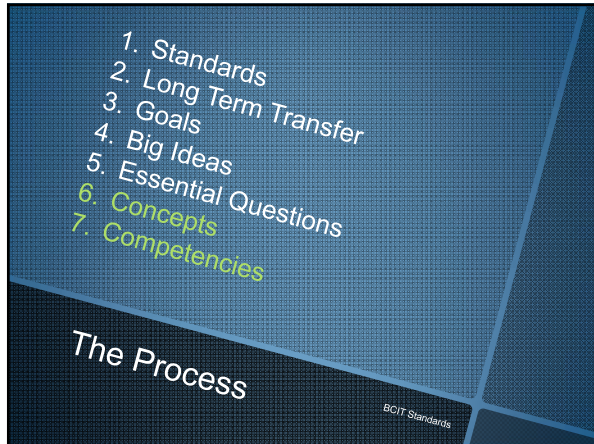 1. Standards
2. Long Term Transfer
3. Goals
4. Big Ideas
5. Essential Questions
6. Concepts
7. Competencies
The Process
BCIT Standards